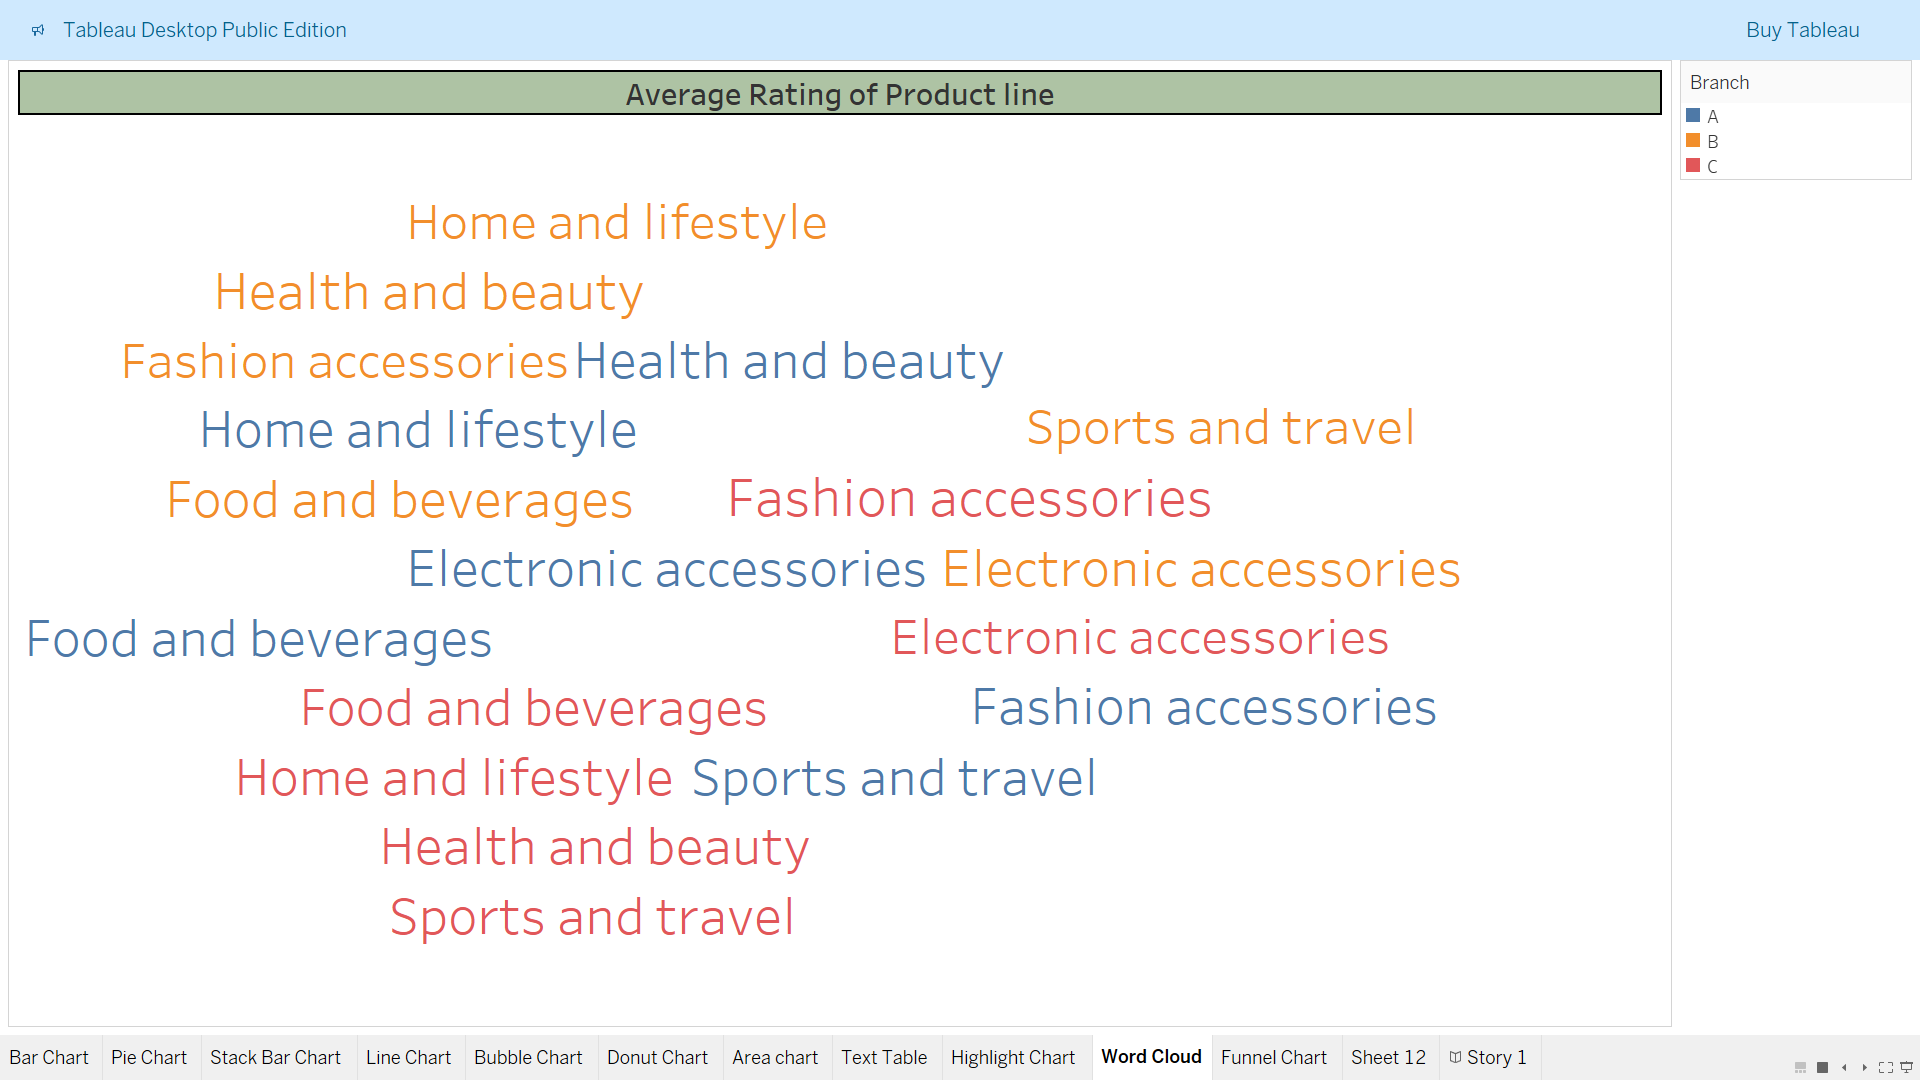 Tableau Desktop Public Edition
Buy Tableau
Average Rating of Product line
Branch
A
B
C
Home and lifestyle
Health and beauty
Fashion accessories Health and beauty
Home and lifestyle
Sports and travel
Food and beverages
Fashion accessories
Electronic accessories Electronic accessories
Food and beverages
Electronic accessories
Food and beverages
Fashion accessories
Home and lifestyle Sports and travel
Health and beauty
Sports and travel
Bar Chart Pie Chart Stack Bar Chart Line Chart Bubble Chart Donut Chart Area chart Text Table Highlight Chart Word Cloud Funnel Chart Sheet 12 Story 1